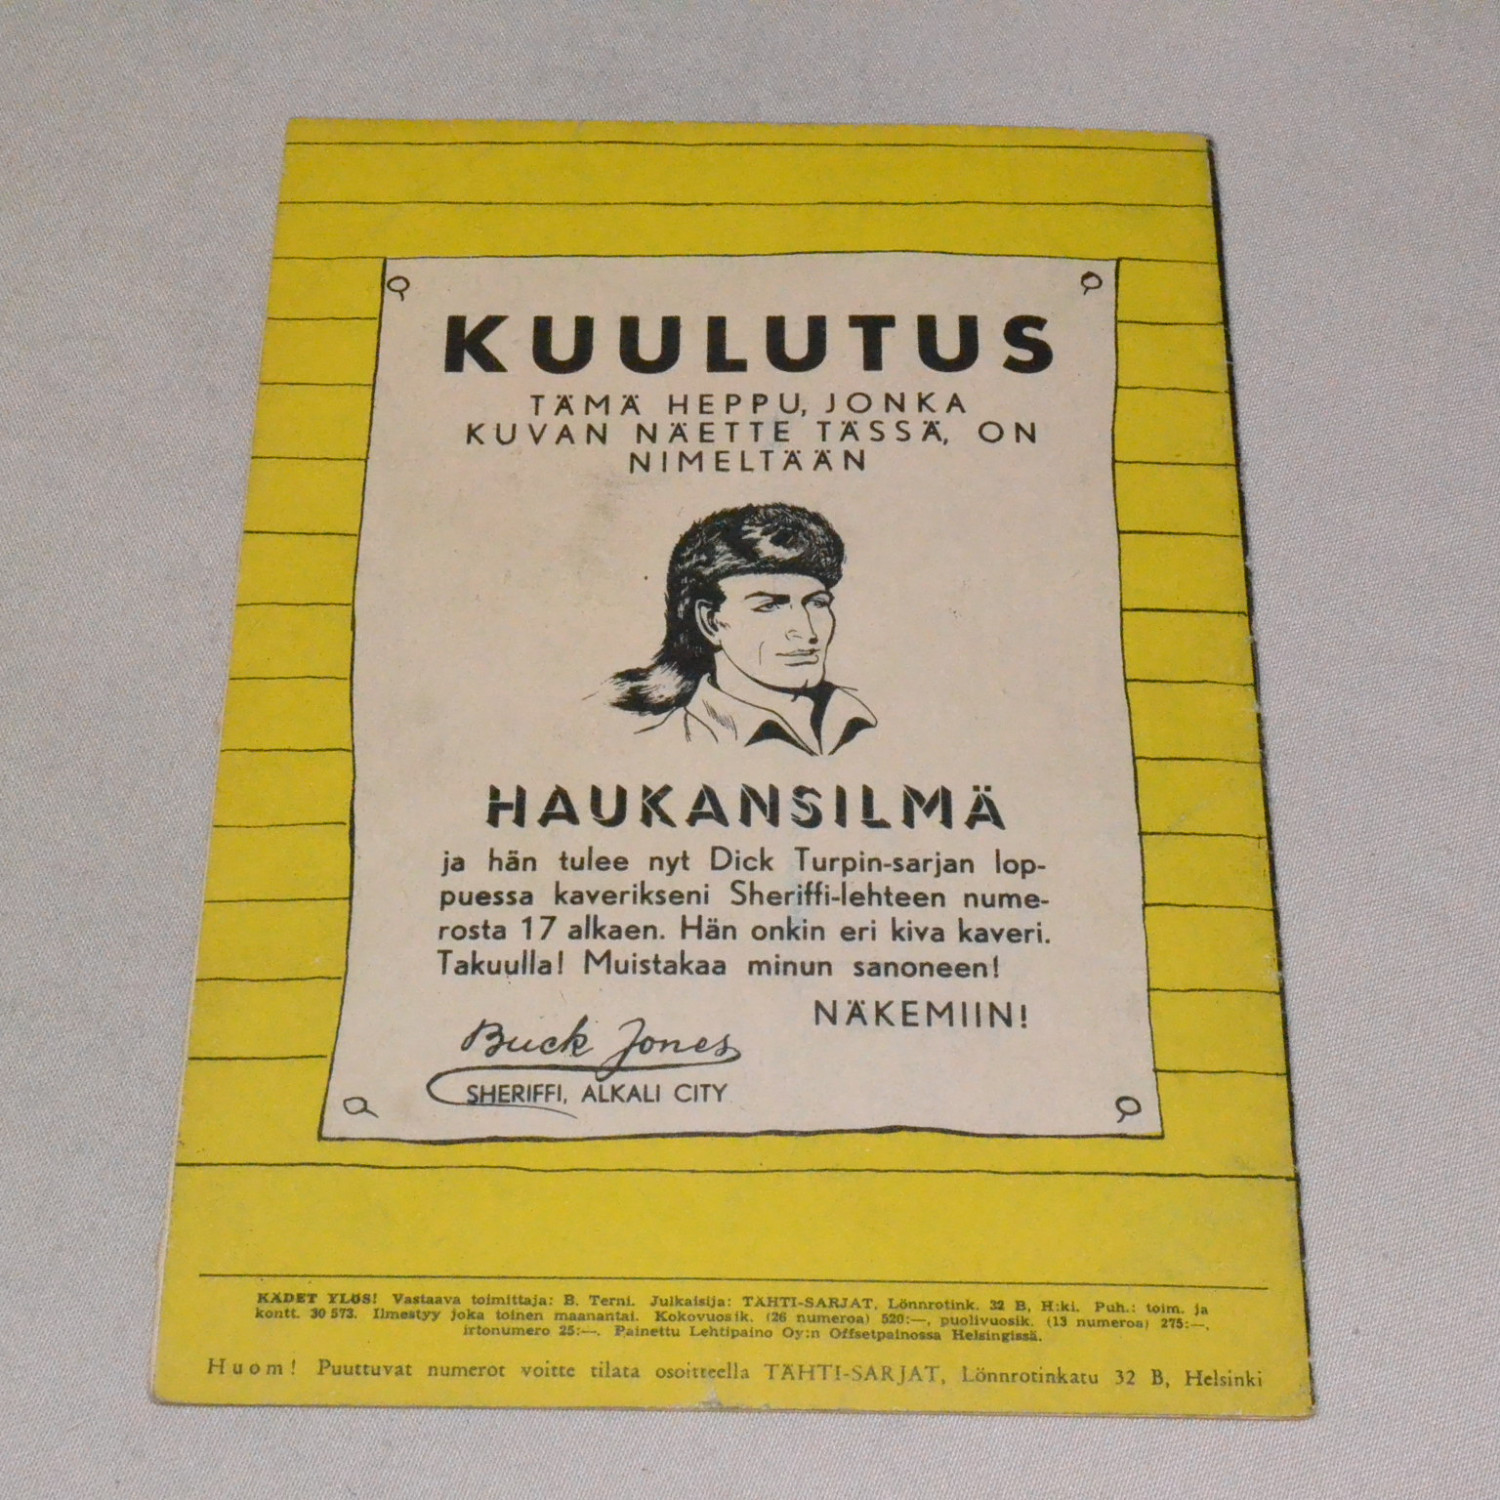 KUULUTUS
TÄMÄ HEPPU, JONKA
KUVAN NÄETTE TÄSSÄ, ON
NIMELTÄÄN
HAUKANSILMÄ
ja hän tulee nyt Dick Turpin-sarjan lop-
puessa kaverikseni Sheriffi-lehteen nume-
rosta 17 alkaen. Hän onkin eri kiva kaveri.
Takuulla! Muistakaa minun sanoneen!
NÄKEMIIN!
Buck Jones
SHERIFFI, ALKALI CITY
KÄDET YLÖS! Vastaava toimittaja: B. Terni. Julkaisija: TÄHTI-SARJAT, Lönnrotink. 32 B, H:ki. Puh.: toim. ja
kontt. 30 573. Ilmestyy joka toinen maanantai. Kokovuosik. (26 numeroa) 520:—, puolivuosik. (13 numeroa) 275:—,
irtonumero 25:—. Painettu Lehtipaino Oy:n Offsetpainossa Helsingissä.
Huom! Puuttuvat numerot voitte tilata osoitteella TÄHTI-SARJAT, Lönnrotinkatu 32 B, Helsinki